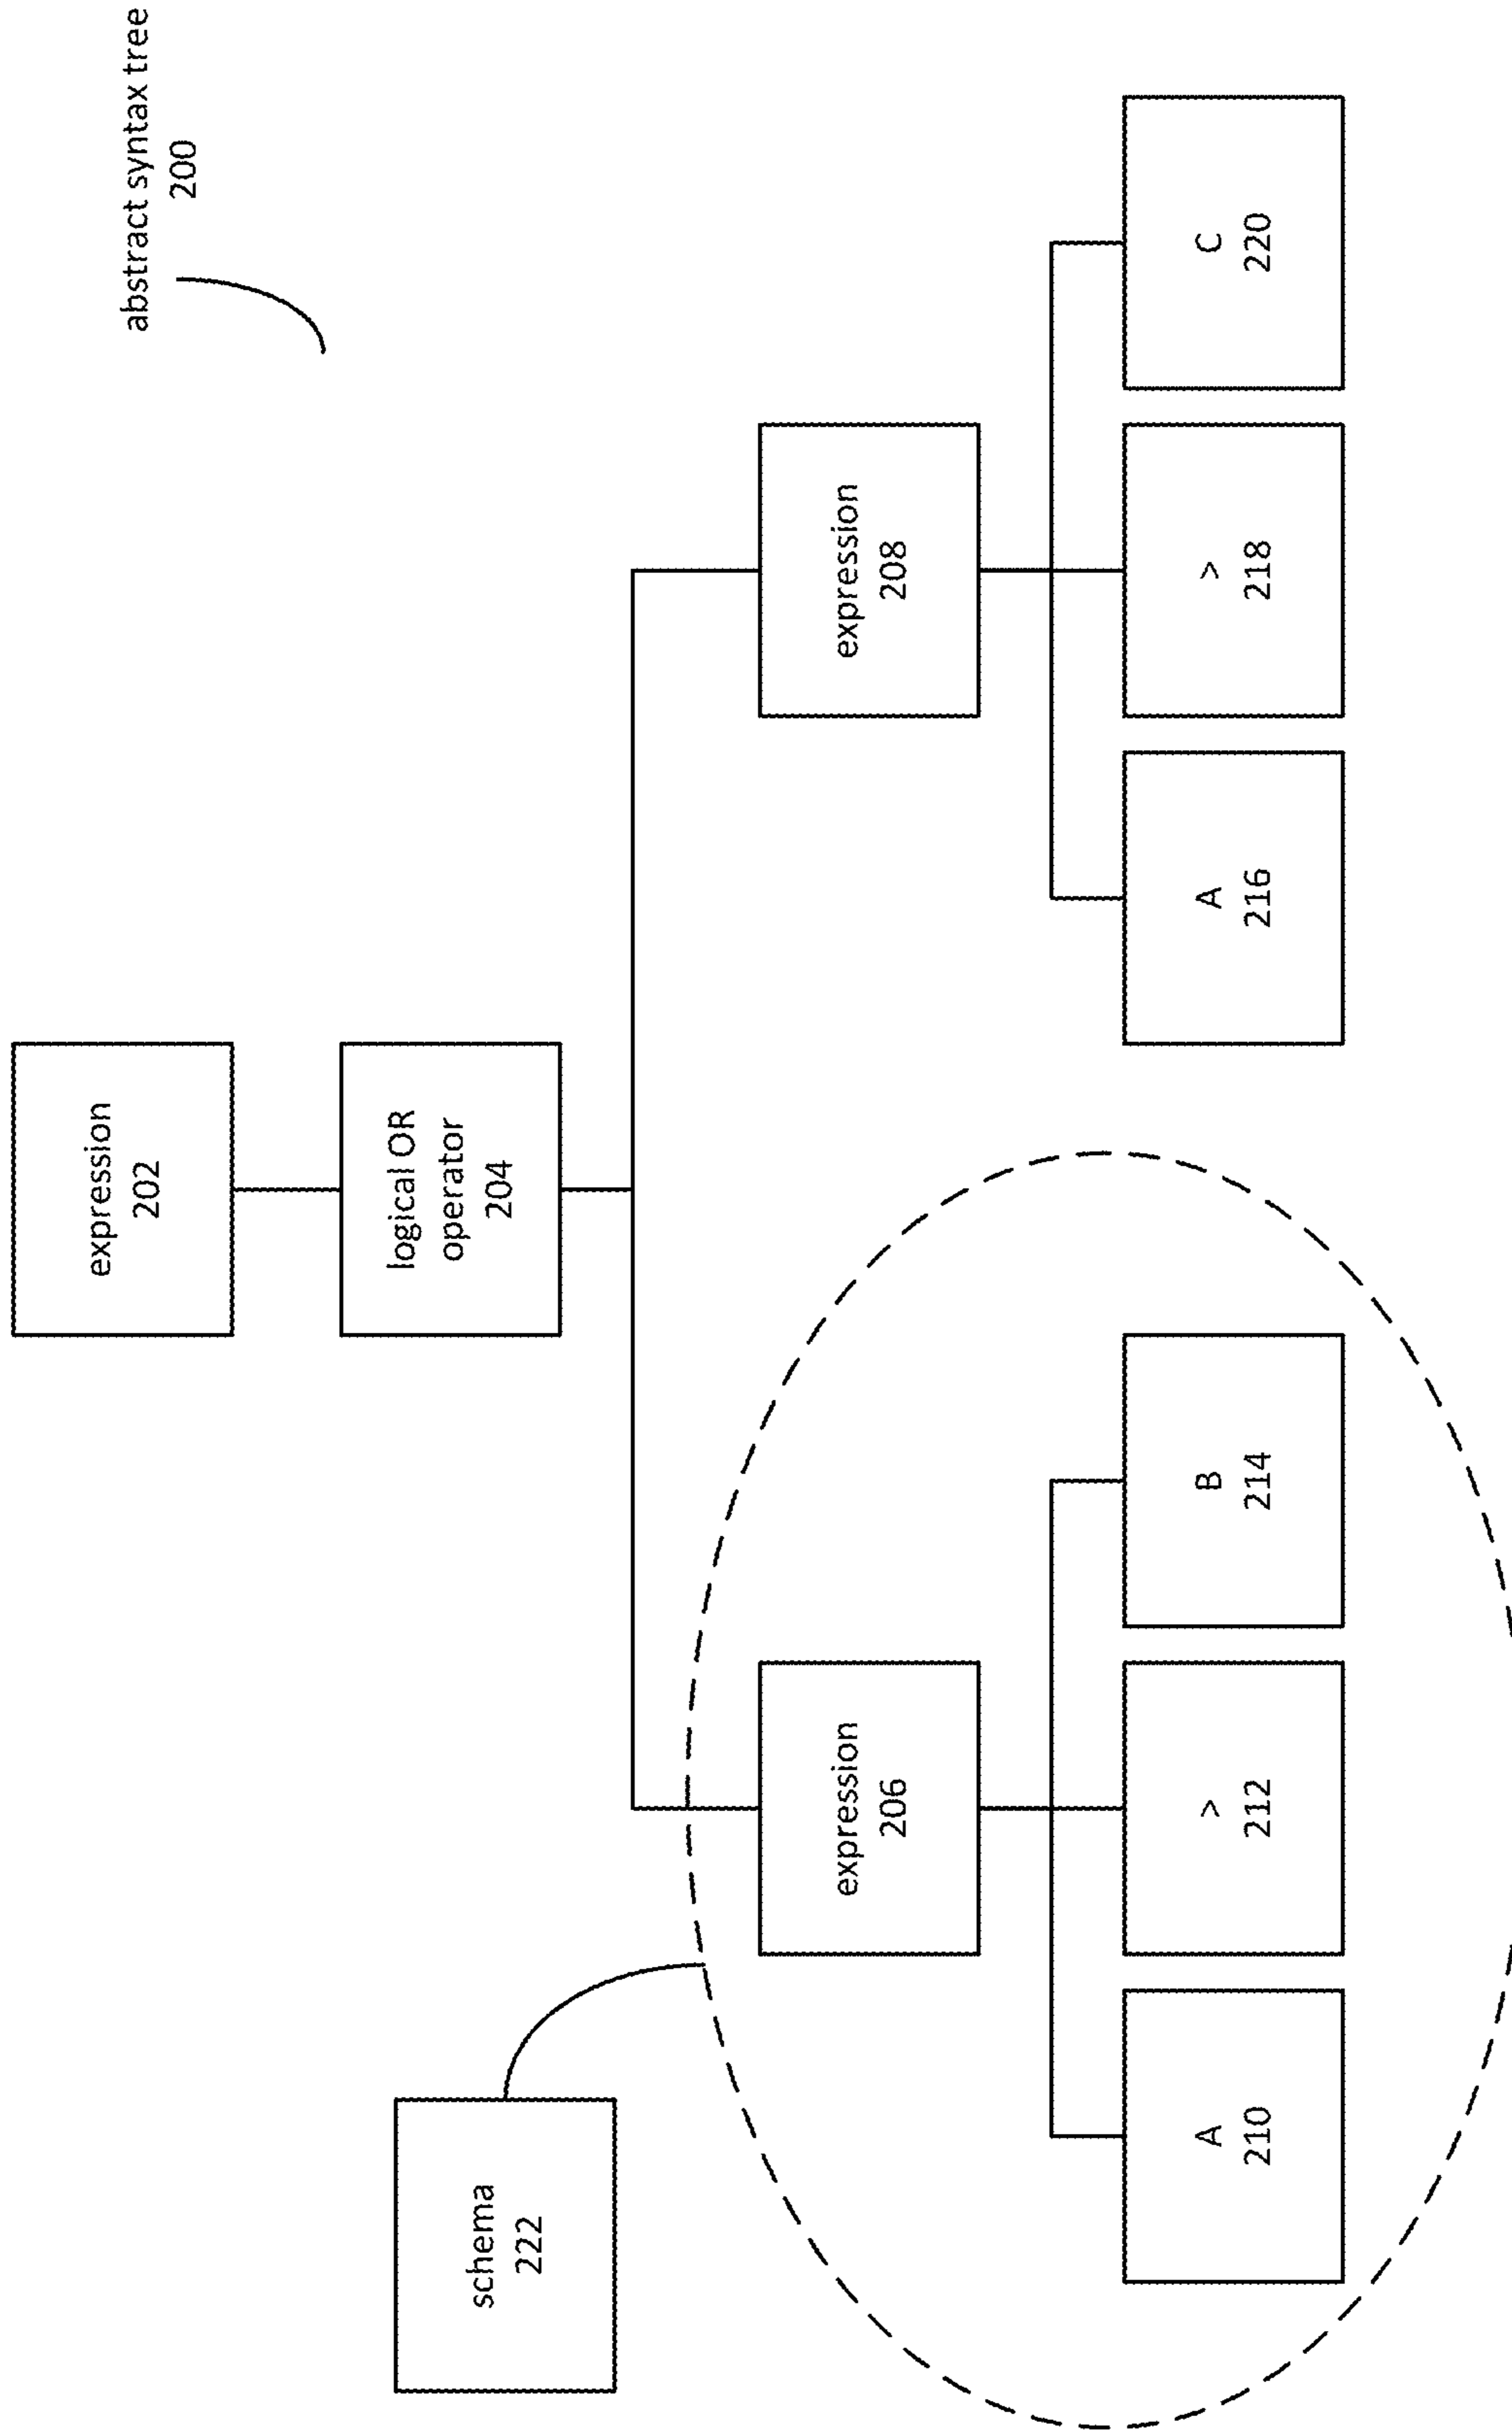 expression
202
abstract syntax tree
200
logical OR
operator
204
schema
222
expression
206
expression
208
A
210
>
212
B
214
A
216
>
218
C
220